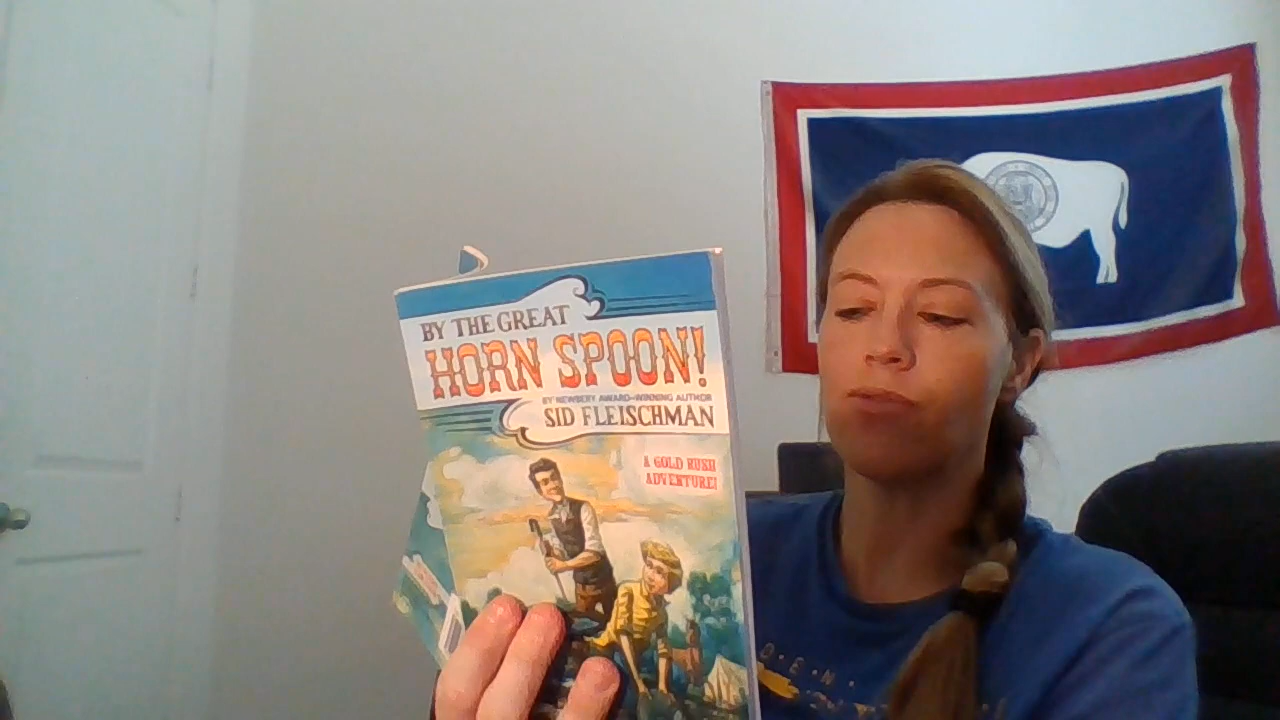 BY THE GREAT
HORN SPOON!
BY NEWBERY AWARD-WINNING AUTHOR
SID FLEISCHMAN
A GOLD RUSH
ADVENTURE!